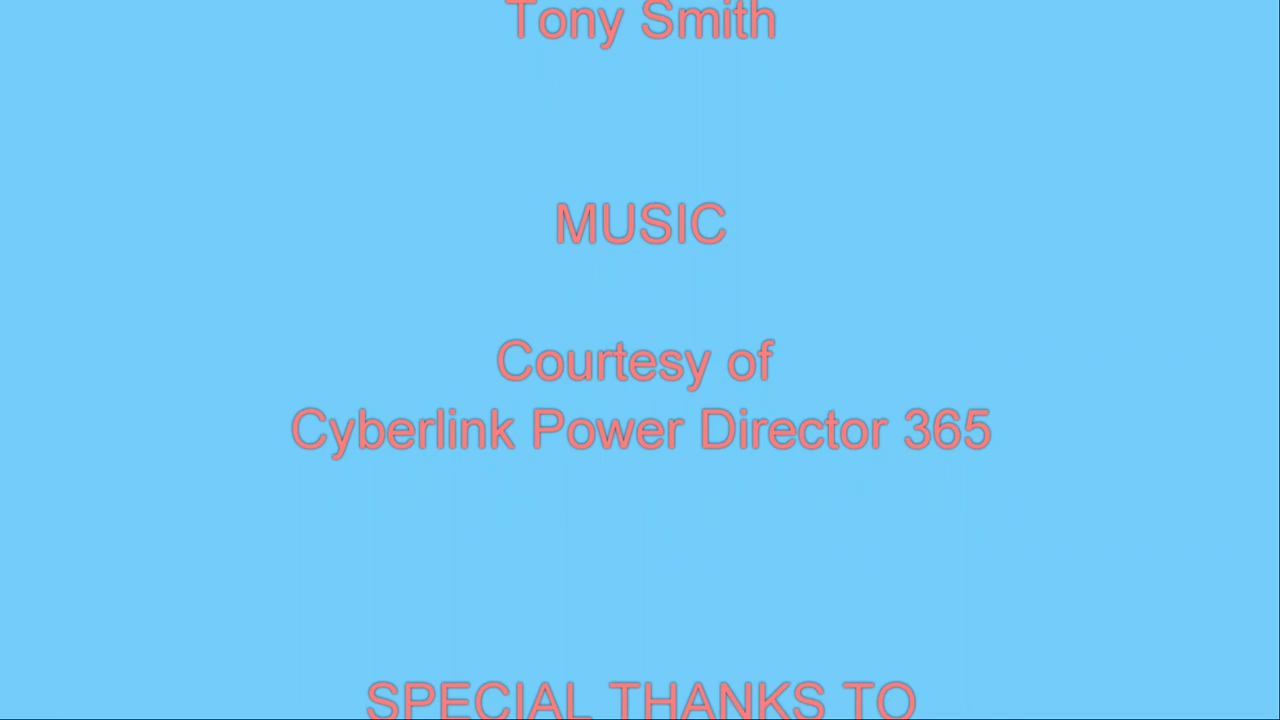 Tony Smith
MUSIC
Courtesy of
Cyberlink Power Director 365
SPECIAL THANKS TO